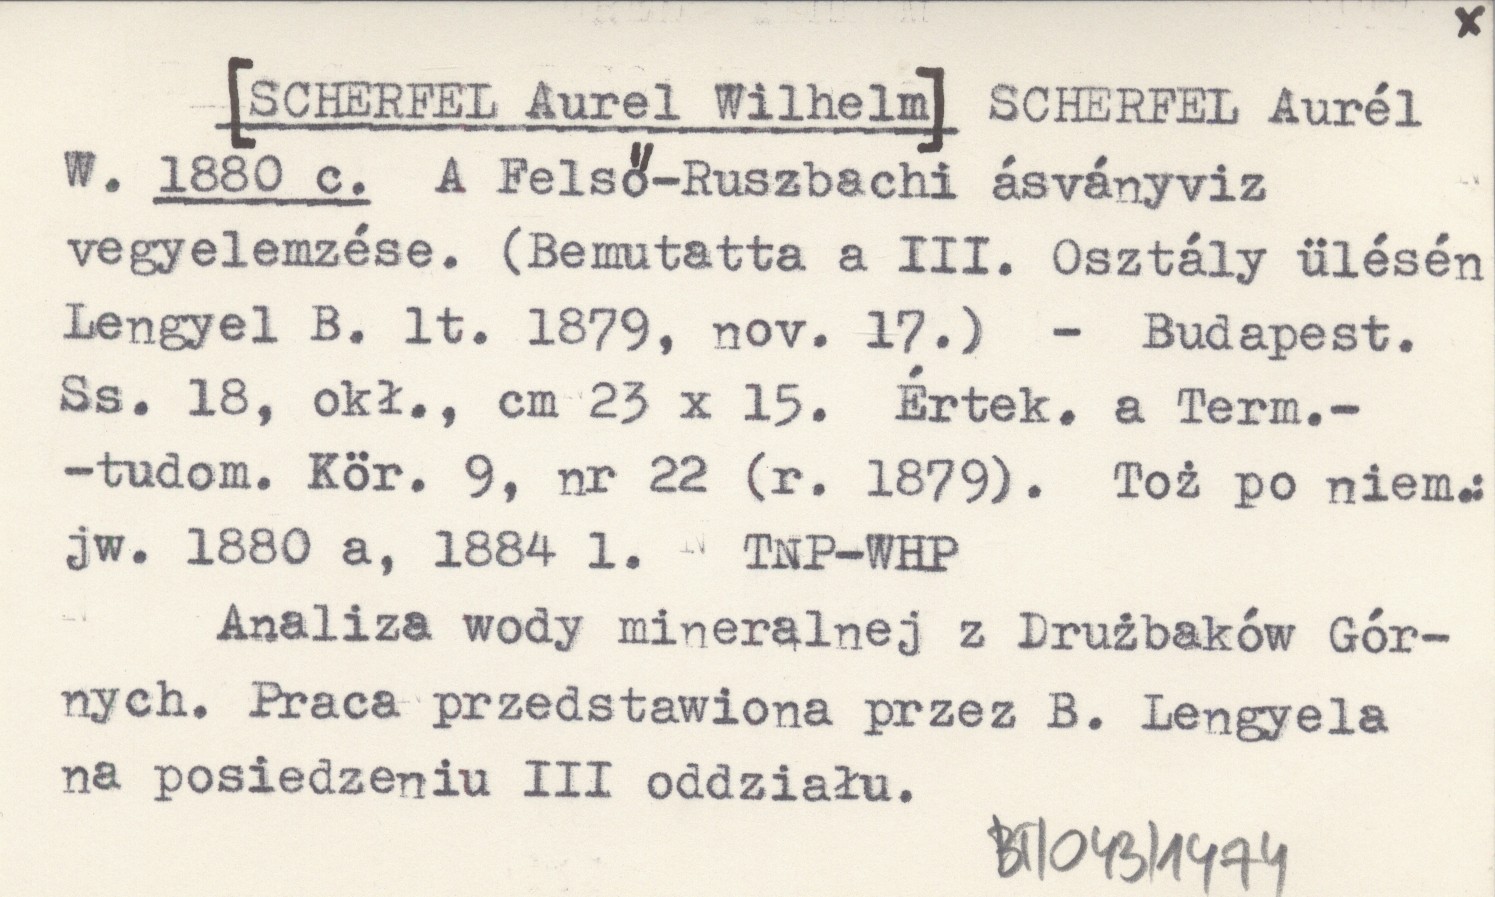 x
[SCHERFEL Aurel Wilhelm] SCHERFEL Aurél
W. 1880 c. A Felső-Ruszbachi ásványviz
vegyelemzése. (Bemutatta a III. Osztály ülésén
Lengyel B. lt. 1879, nov. 17.) - Budapest.
Ss. 18, okł., cm 23 x 15. Értek. a Term.-
-tudom. Kör. 9, nr 22 (r. 1879). Toż po niem.:
jw. 1880 a, 1884 l. TNP-WHP
Analiza wody mineralnej z Drużbaków Gór-
nych. Praca przedstawiona przez B. Lengyela
na posiedzeniu III oddziału.
BT/043/1474